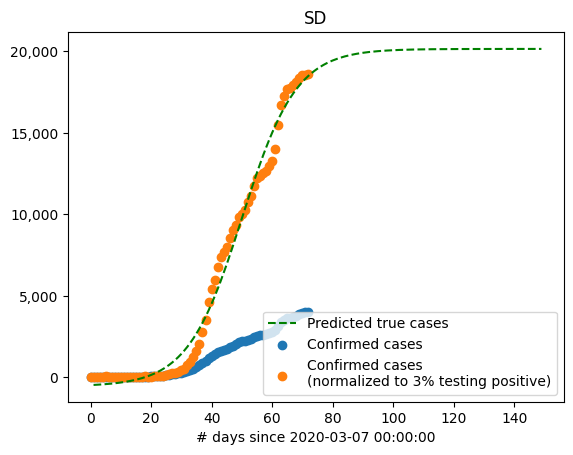 SD
20,000
15,000
10,000
5,000
0
Predicted true cases
Confirmed cases
Confirmed cases
(normalized to 3% testing positive)
0 20 40 60 80 100 120 140
# days since 2020-03-07 00:00:00